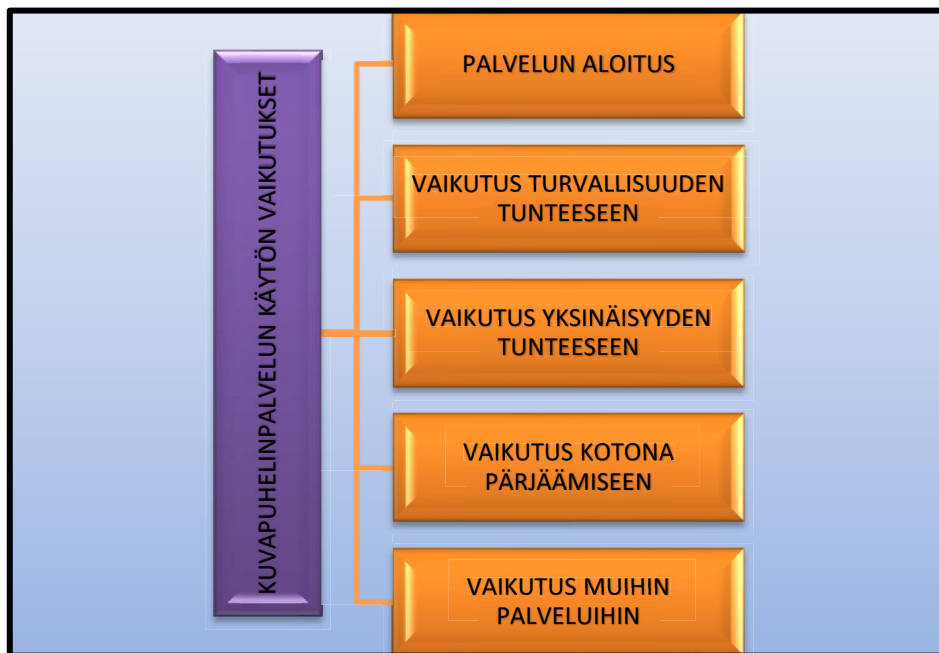 KUVAPUHELINPALVELUN KÄYTÖN VAIKUTUKSET
PALVELUN ALOITUS
VAIKUTUS TURVALLISUUDEN
TUNTEESEEN
VAIKUTUS YKSINÄISYYDEN
TUNTEESEEN
VAIKUTUS KOTONA
PÄRJÄÄMISEEN
VAIKUTUS MUIHIN
PALVELUIHIN